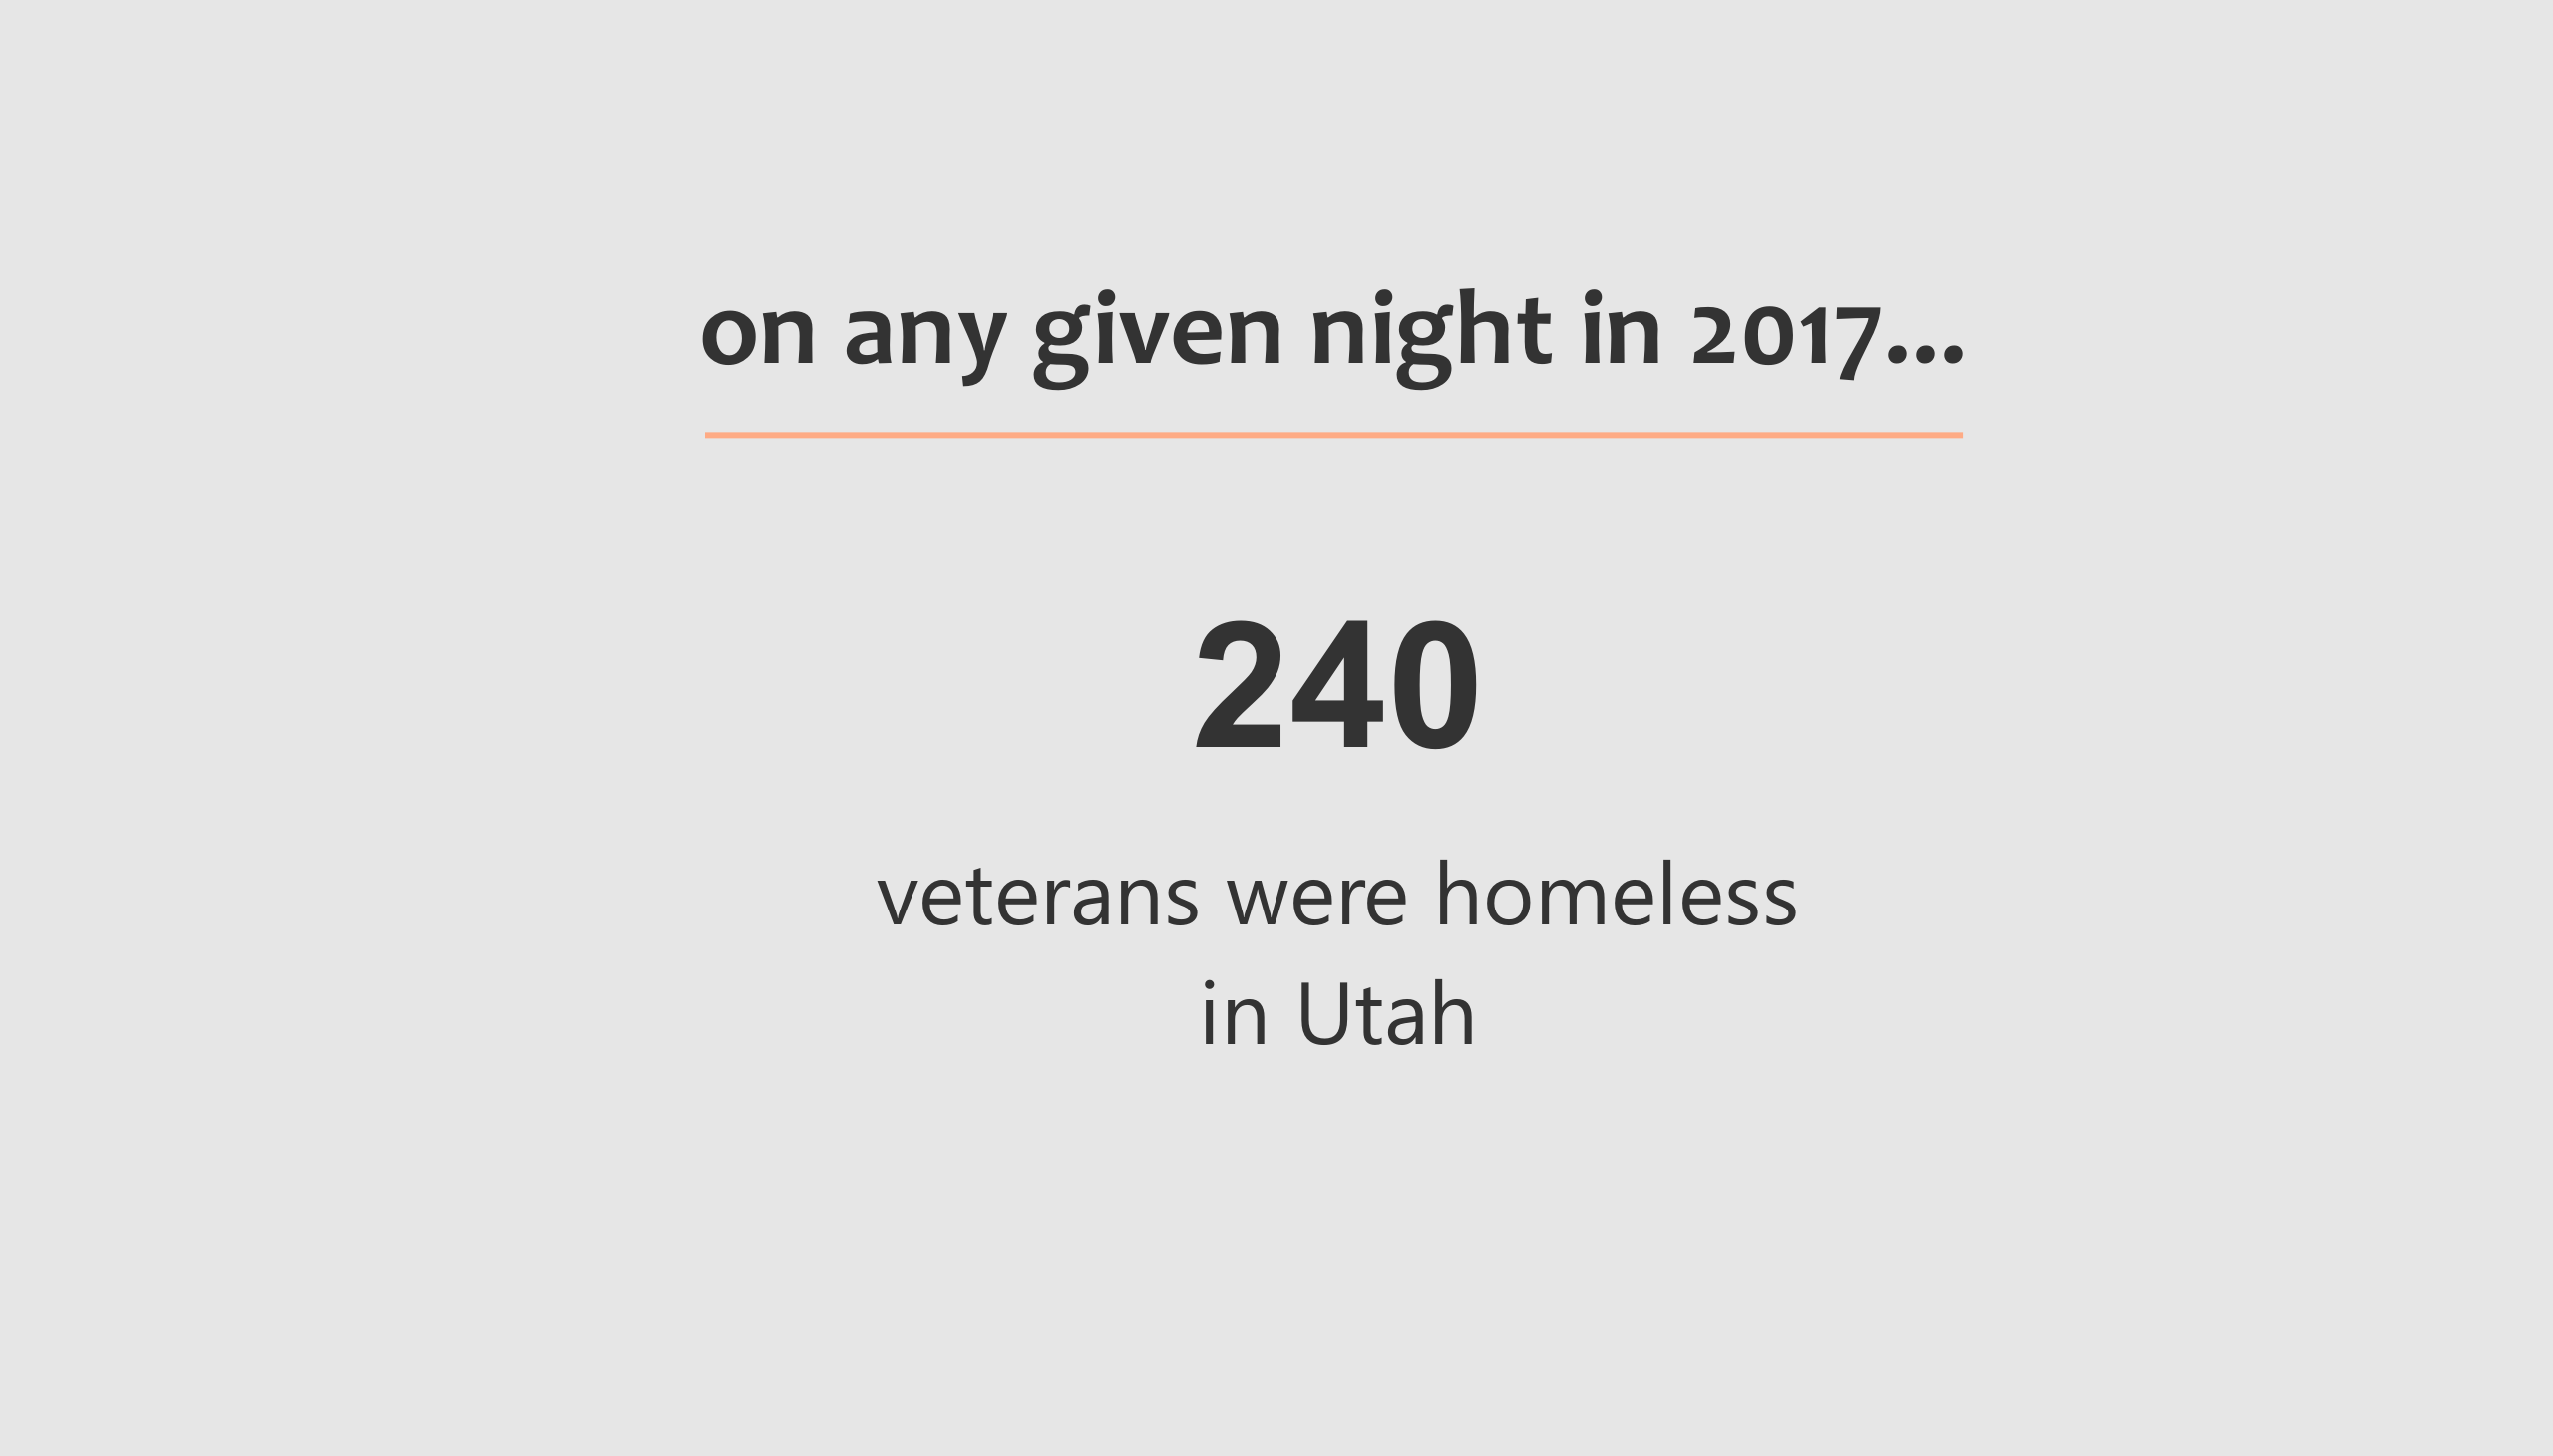 on any given night in 2017...
240
veterans were homeless
in Utah